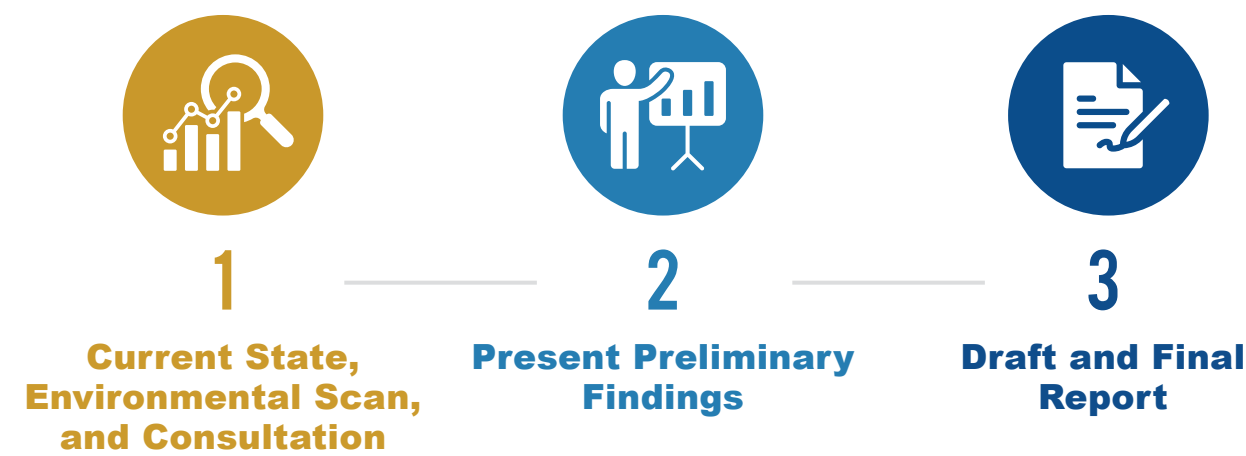 1
Current State,
Environmental Scan,
and Consultation
2
Present Preliminary
Findings
3
Draft and Final
Report